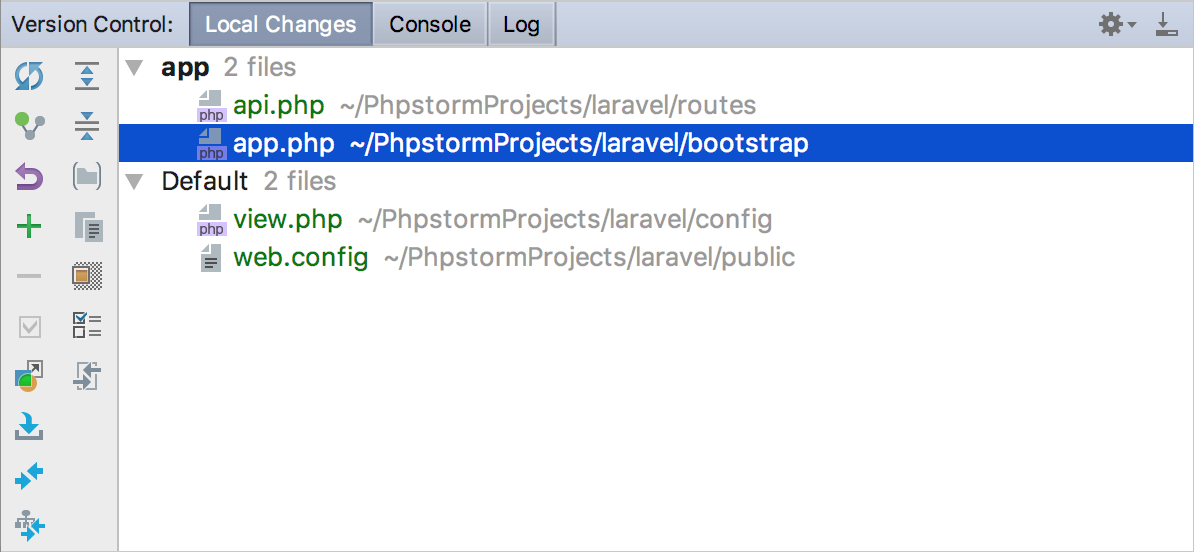 Version Control: Local Changes Console Log
app 2 files
php api.php ~/PhpstormProjects/laravel/routes
php app.php ~/PhpstormProjects/laravel/bootstrap
Default 2 files
php view.php ~/PhpstormProjects/laravel/config
web.config ~/PhpstormProjects/laravel/public